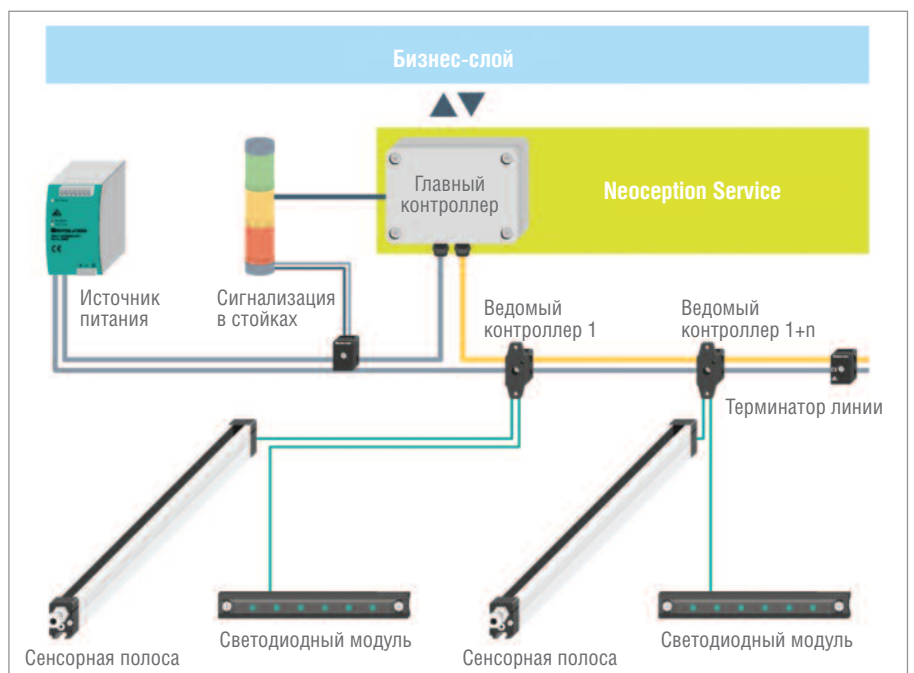 Бизнес-слой
Главный
контроллер
Neoception Service
Источник
питания
Сигнализация
в стойках
Ведомый
контроллер 1
Ведомый
контроллер 1+n
Терминатор линии
Светодиодный модуль
Светодиодный модуль
Сенсорная полоса
Сенсорная полоса